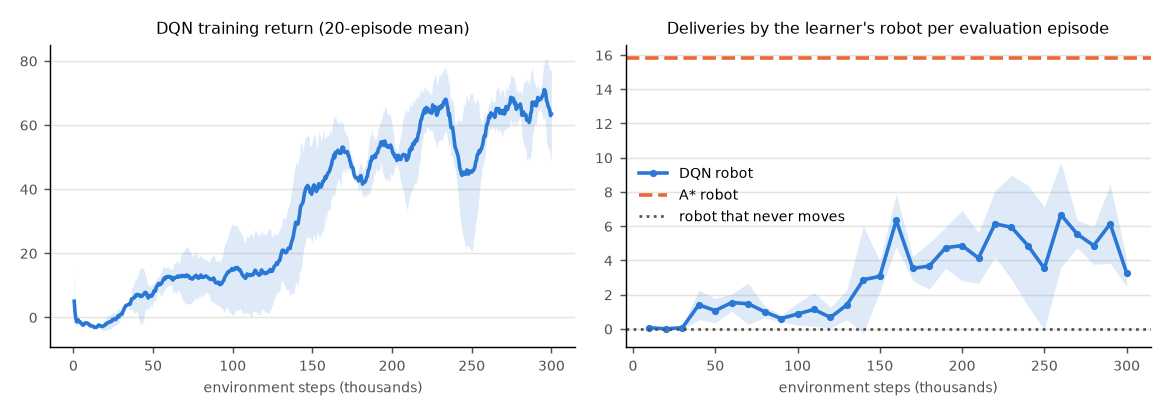 DQN training return (20-episode mean)
80
60
40
20
0
0 50 100 150 200 250 300
environment steps (thousands)
Deliveries by the learner's robot per evaluation episode
16
14
12
10
8
6
4
2
0
DQN robot
A* robot
robot that never moves
0 50 100 150 200 250 300
environment steps (thousands)